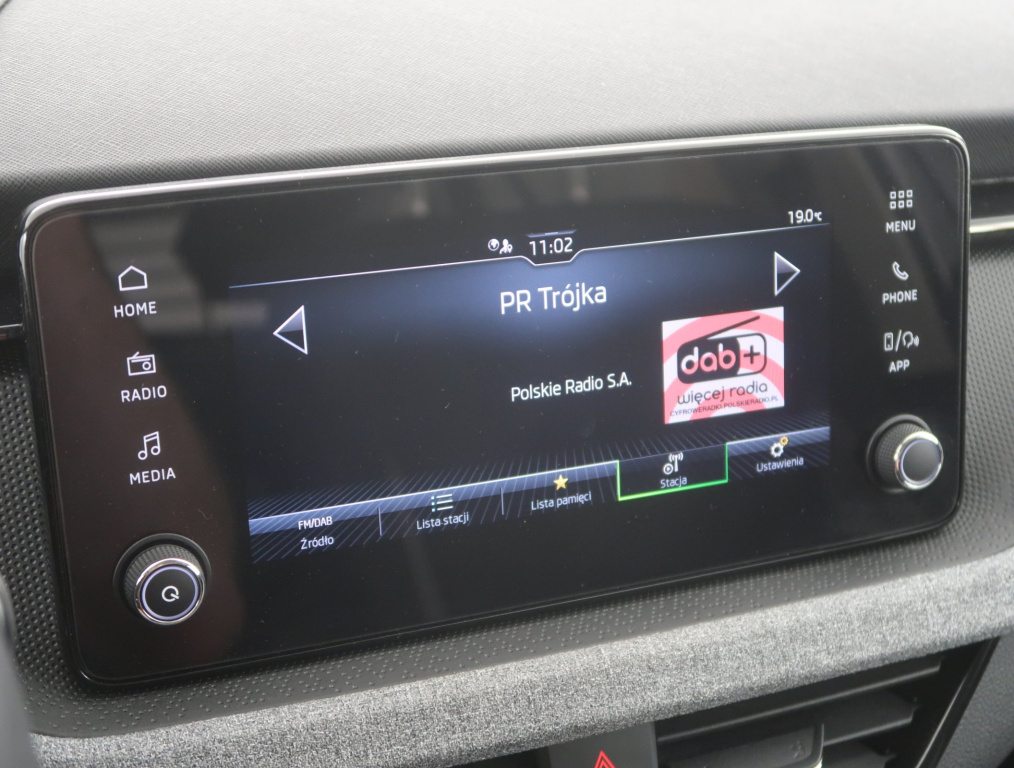 HOME
RADIO
MEDIA
11:02
19.0°C
PR Trójka
Polskie Radio S.A.
dab+
więcej radia
CYFROWERADIO.POLSKIERADIO.PL
FM/DAB
Źródło
Lista stacji
Lista pamięci
Stacja
Ustawienia
MENU
PHONE
APP